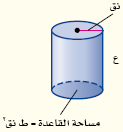 نق
ع
مساحة القاعدة = ط نق٢